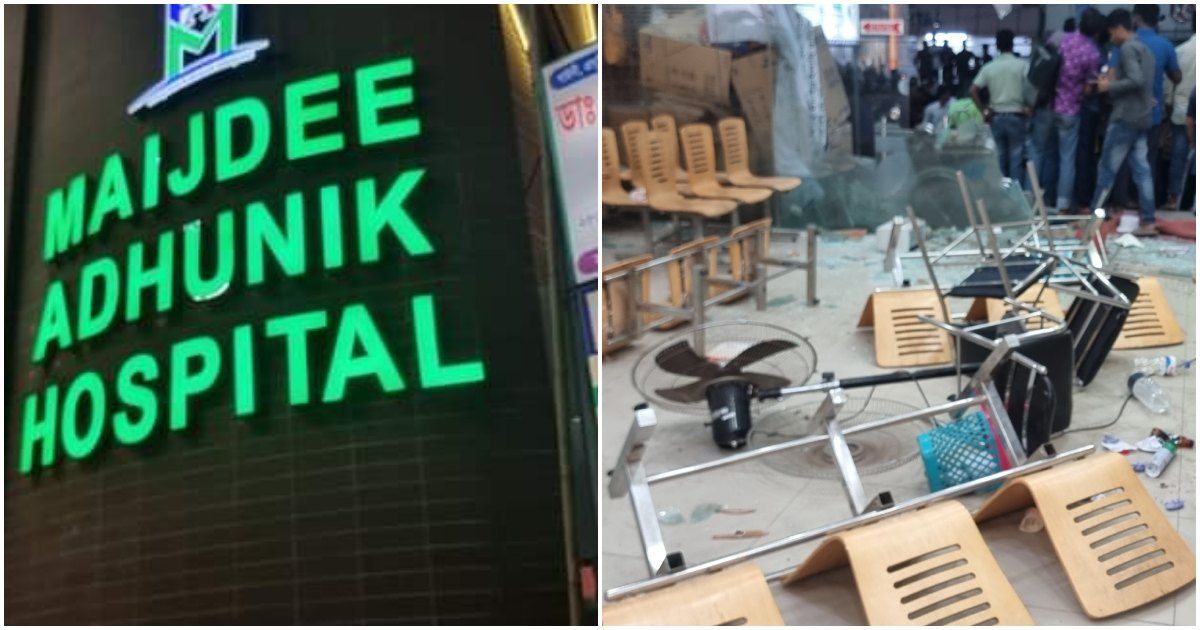 M
MAIJDEE
ADHUNIK
HOSPITAL
ডাঃ